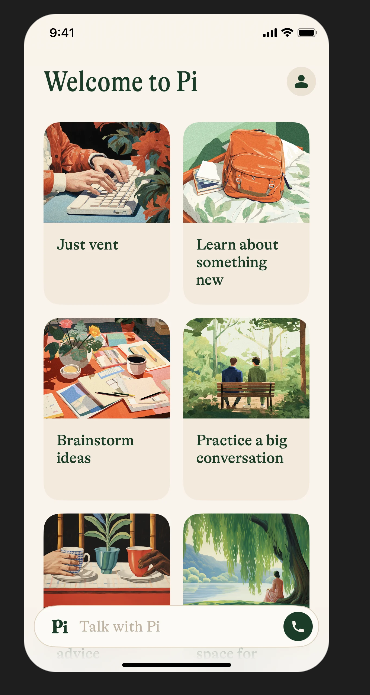 9:41
Welcome to Pi
Just vent
Learn about
something
new
Brainstorm
ideas
Practice a big
conversation
Pi Talk with Pi
advice
space for